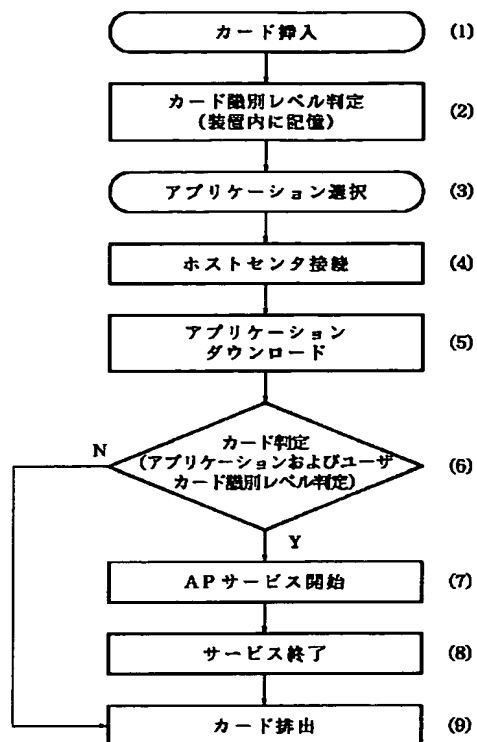 カード挿入
(1)
カード識別レベル判定
(装置内に記憶)
(2)
アプリケーション選択
(3)
ホストセンタ接続
(4)
アプリケーション
ダウンロード
(5)
カード判定
(アプリケーションおよびユーザ
カード識別レベル判定)
(6)
N
Y
APサービス開始
(7)
サービス終了
(8)
カード排出
(9)